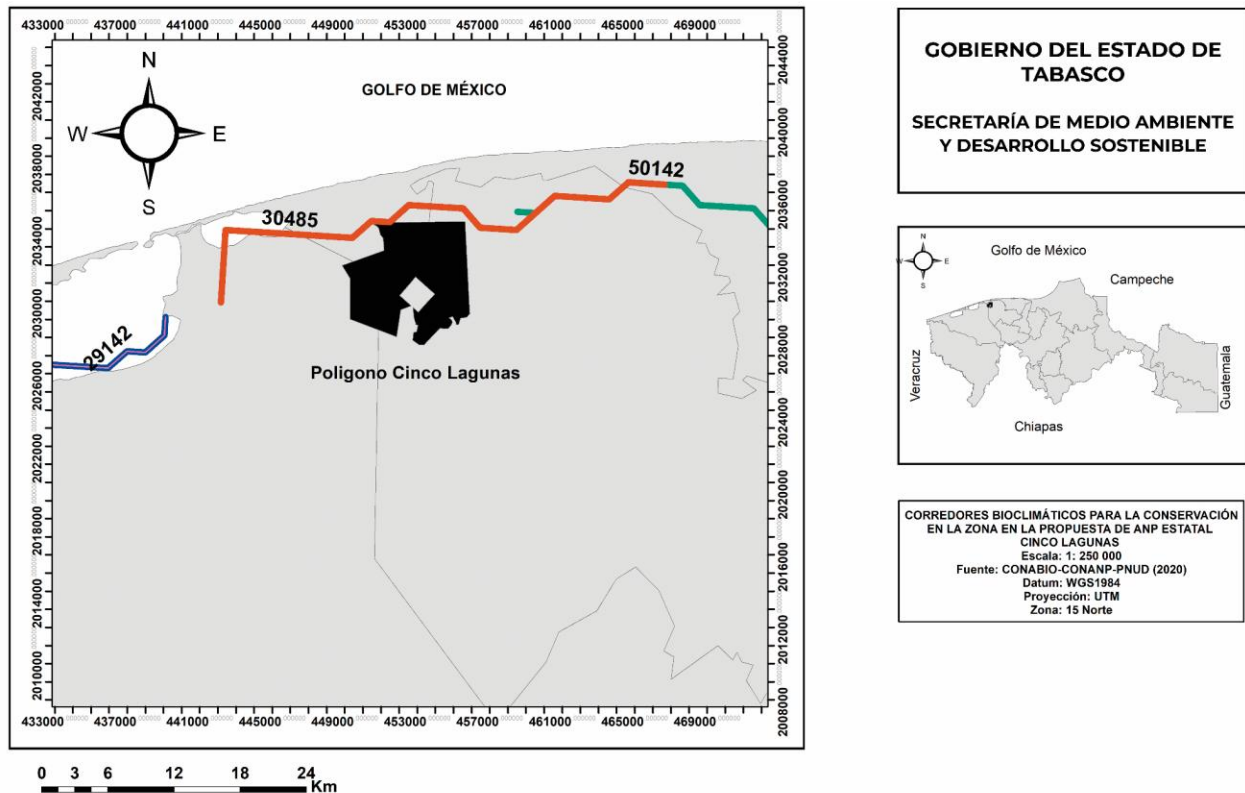 433000 437000 441000 445000 449000 453000 457000 461000 465000 469000
2044000
2042000
2040000
2038000
2036000
2034000
2032000
2030000
2028000
2026000
2024000
2022000
2020000
2018000
2016000
2014000
2012000
2010000
2008000
N
W E
S
GOLFO DE MÉXICO
50142
30485
29142
Poligono Cinco Lagunas
433000 437000 441000 445000 449000 453000 457000 461000 465000 469000
0 3 6 12 18 24
Km
GOBIERNO DEL ESTADO DE
TABASCO
SECRETARÍA DE MEDIO AMBIENTE
Y DESARROLLO SOSTENIBLE
N
W E
S
Golfo de México
Campeche
Veracruz
Guatemala
Chiapas
CORREDORES BIOCLIMÁTICOS PARA LA CONSERVACIÓN
EN LA ZONA EN LA PROPUESTA DE ANP ESTATAL
CINCO LAGUNAS
Escala: 1: 250 000
Fuente: CONABIO-CONANP-PNUD (2020)
Datum: WGS1984
Proyección: UTM
Zona: 15 Norte